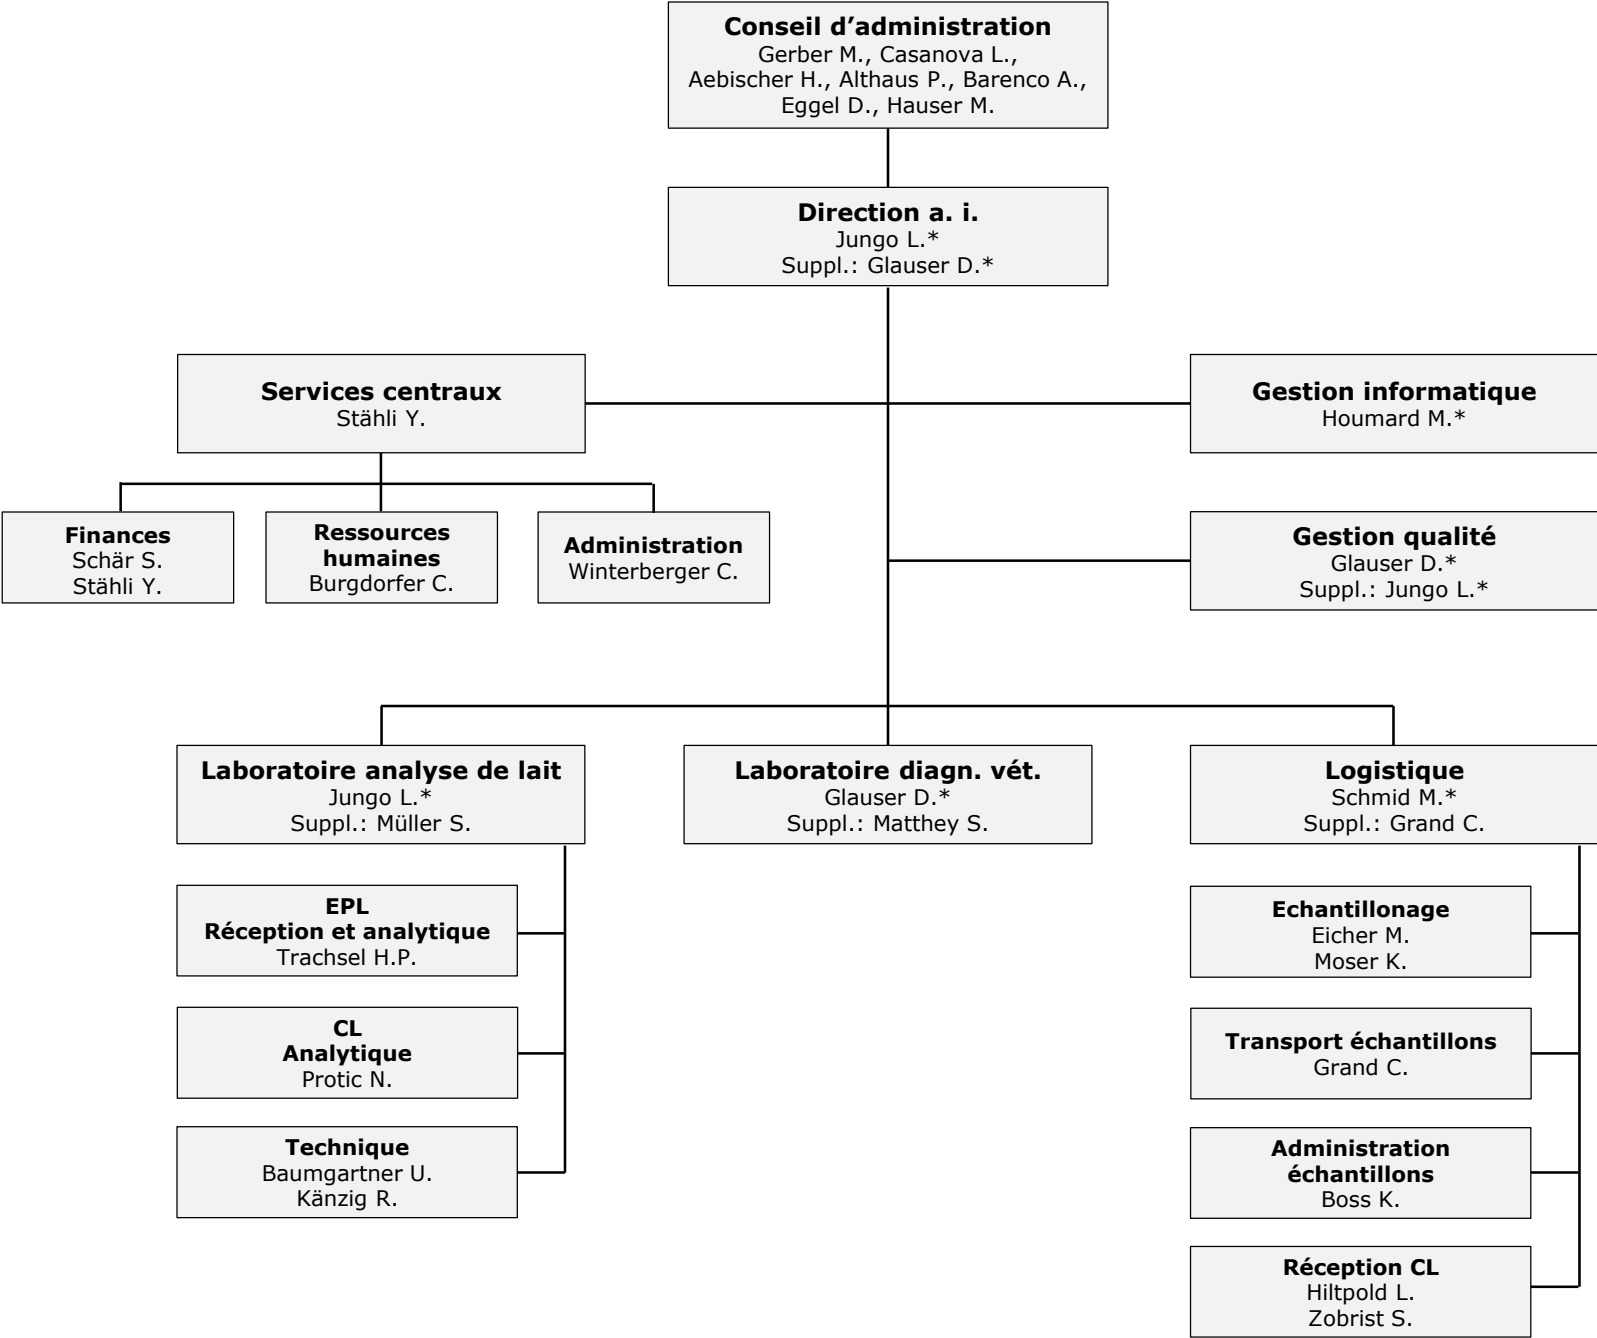 Conseil d’administration
Gerber M., Casanova L.,
Aebischer H., Althaus P., Barenco A.,
Eggel D., Hauser M.
Direction a. i.
Jungo L.*
Suppl.: Glauser D.*
Services centraux
Stähli Y.
Gestion informatique
Houmard M.*
Finances
Schär S.
Stähli Y.
Ressources
humaines
Burgdorfer C.
Administration
Winterberger C.
Gestion qualité
Glauser D.*
Suppl.: Jungo L.*
Laboratoire analyse de lait
Jungo L.*
Suppl.: Müller S.
Laboratoire diagn. vét.
Glauser D.*
Suppl.: Matthey S.
Logistique
Schmid M.*
Suppl.: Grand C.
EPL
Réception et analytique
Trachsel H.P.
CL
Analytique
Protic N.
Technique
Baumgartner U.
Känzig R.
Echantillonage
Eicher M.
Moser K.
Transport échantillons
Grand C.
Administration
échantillons
Boss K.
Réception CL
Hiltpold L.
Zobrist S.